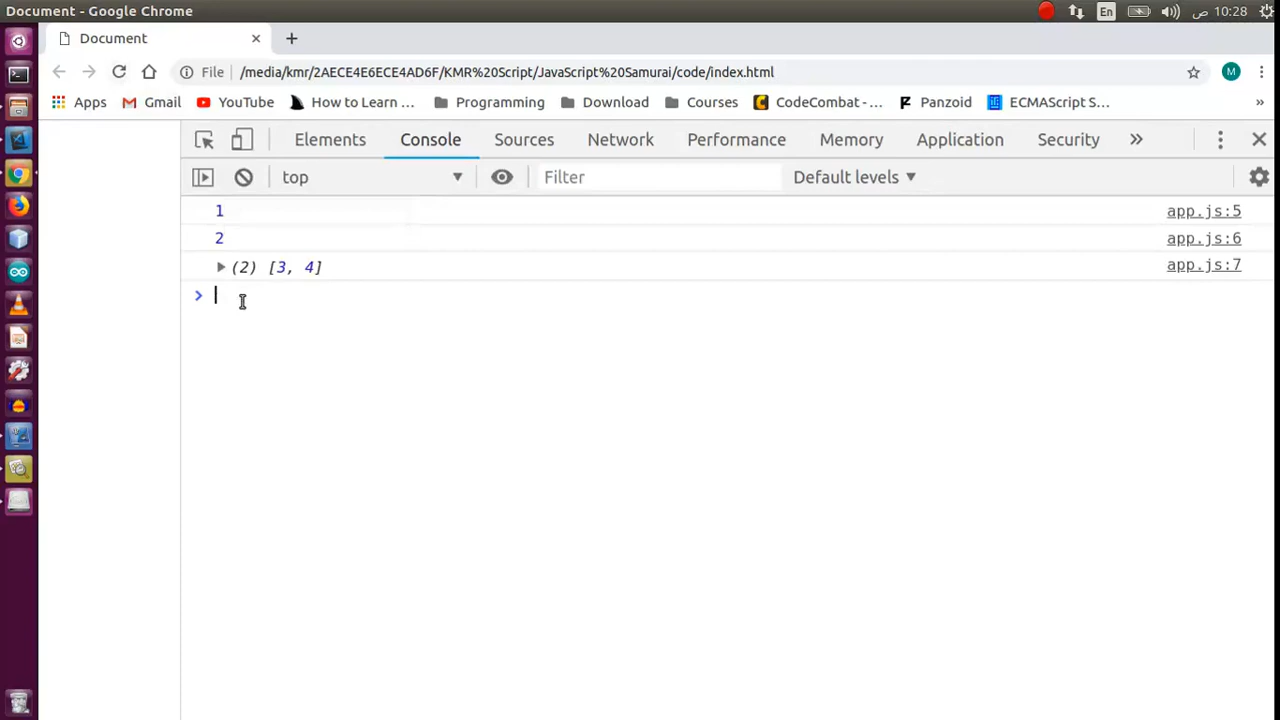 Document - Google Chrome
En
10:28 ص
Document
File
/media/kmr/2AECE4E6ECE4AD6F/KMR%20Script/JavaScript%20Samurai/code/index.html
M
Apps
Gmail
YouTube
How to Learn ...
Programming
Download
Courses
CodeCombat - ...
Panzoid
ECMAScript S...
»
Elements
Console
Sources
Network
Performance
Memory
Application
Security
»
top
Filter
Default levels
1 app.js:5
2 app.js:6
(2) [3, 4] app.js:7
>